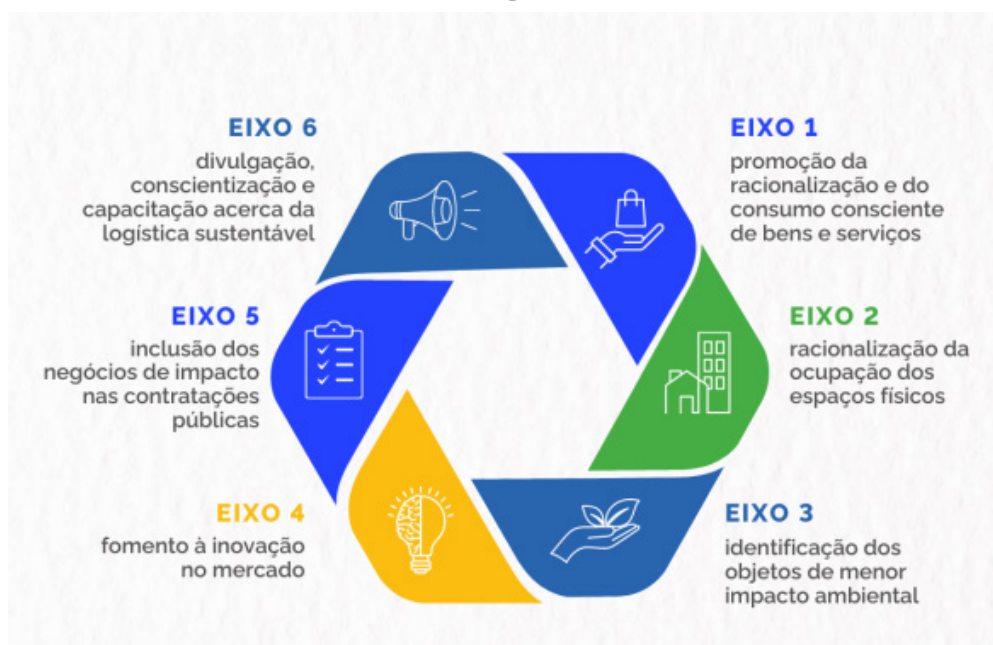 EIXO 1
promoção da
racionalização e do
consumo consciente
de bens e serviços
EIXO 2
racionalização da
ocupação dos
espaços físicos
EIXO 3
identificação dos
objetos de menor
impacto ambiental
EIXO 4
fomento à inovação
no mercado
EIXO 5
inclusão dos
negócios de impacto
nas contratações
públicas
EIXO 6
divulgação,
conscientização e
capacitação acerca da
logística sustentável